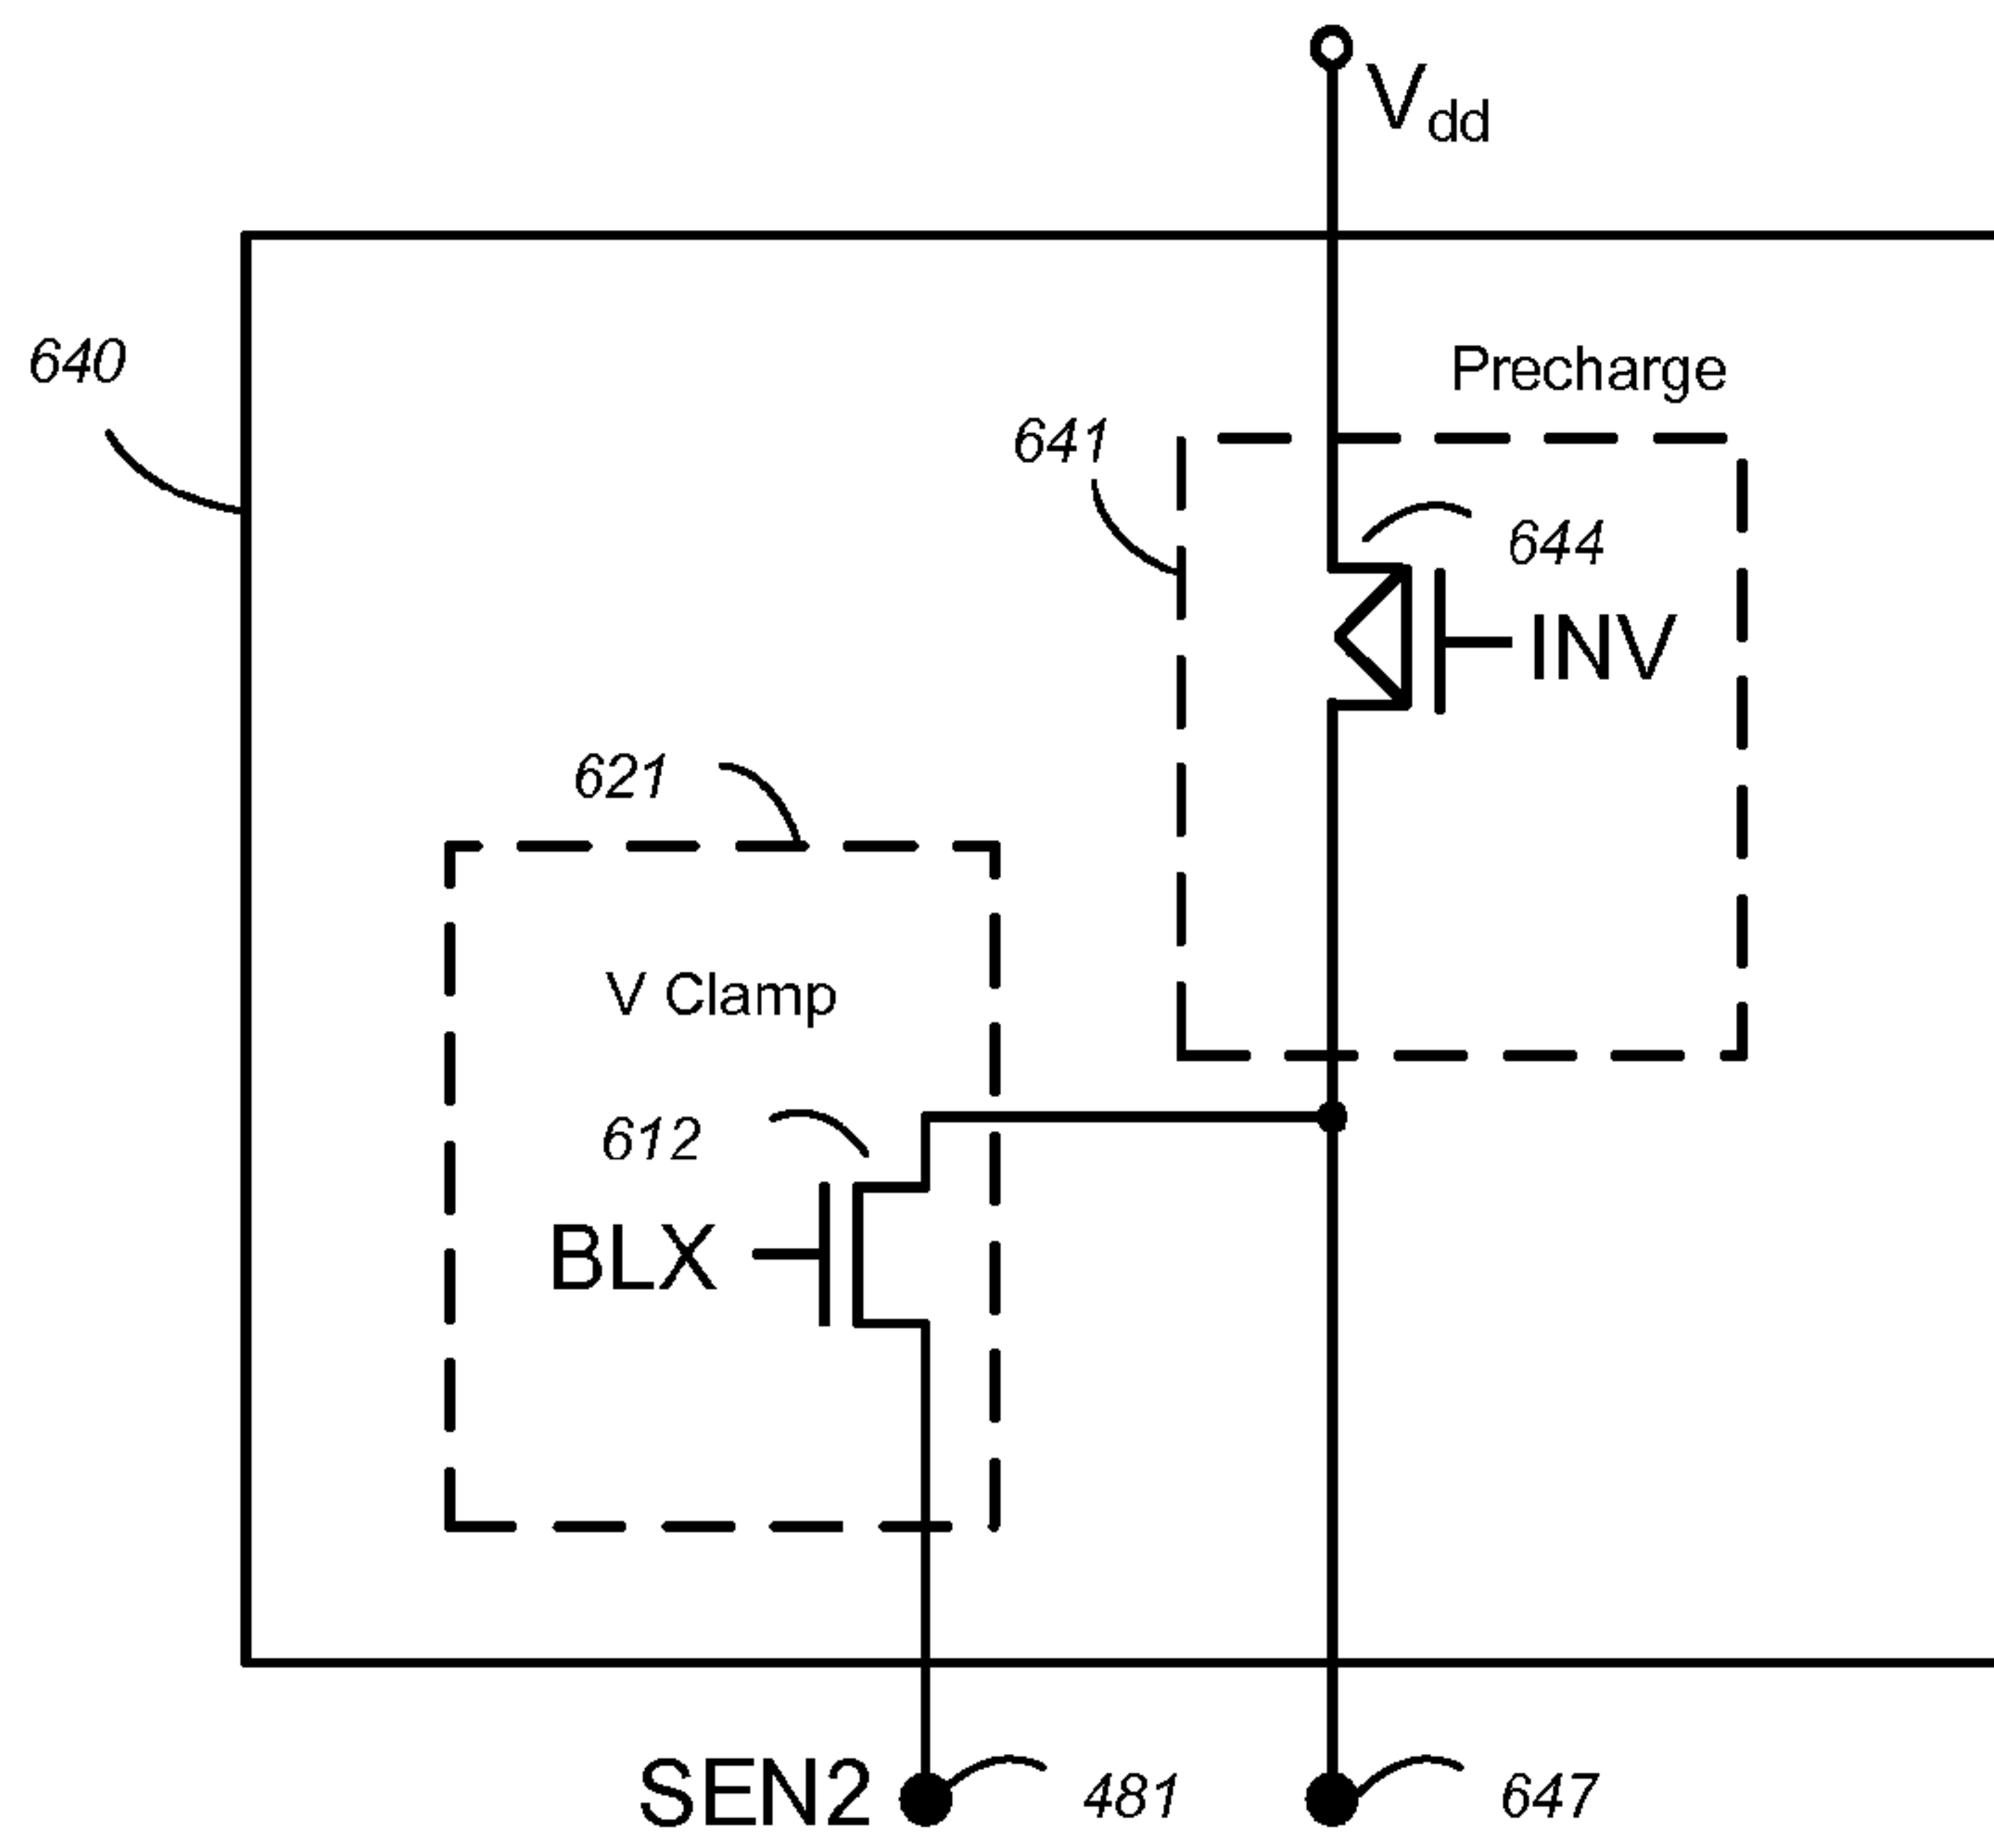 Vdd
640
Precharge
641
644
INV
621
V Clamp
612
BLX
SEN2
481
647